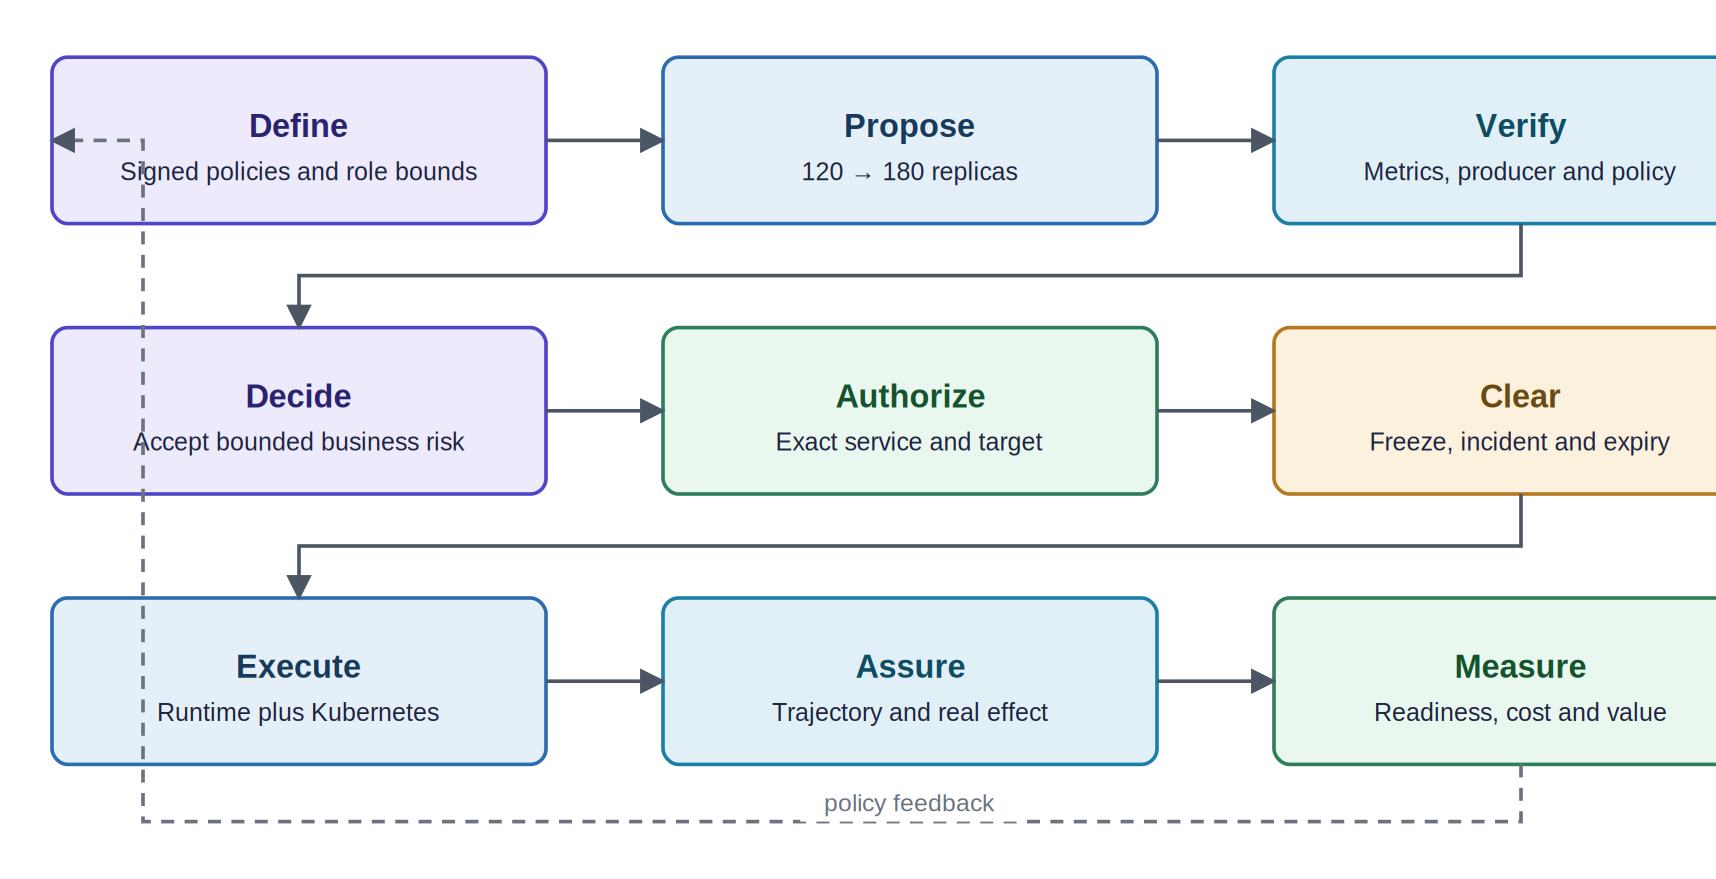 Define
Signed policies and role bounds
Propose
120 → 180 replicas
Verify
Metrics, producer and policy
Decide
Accept bounded business risk
Authorize
Exact service and target
Clear
Freeze, incident and expiry
Execute
Runtime plus Kubernetes
Assure
Trajectory and real effect
Measure
Readiness, cost and value
policy feedback